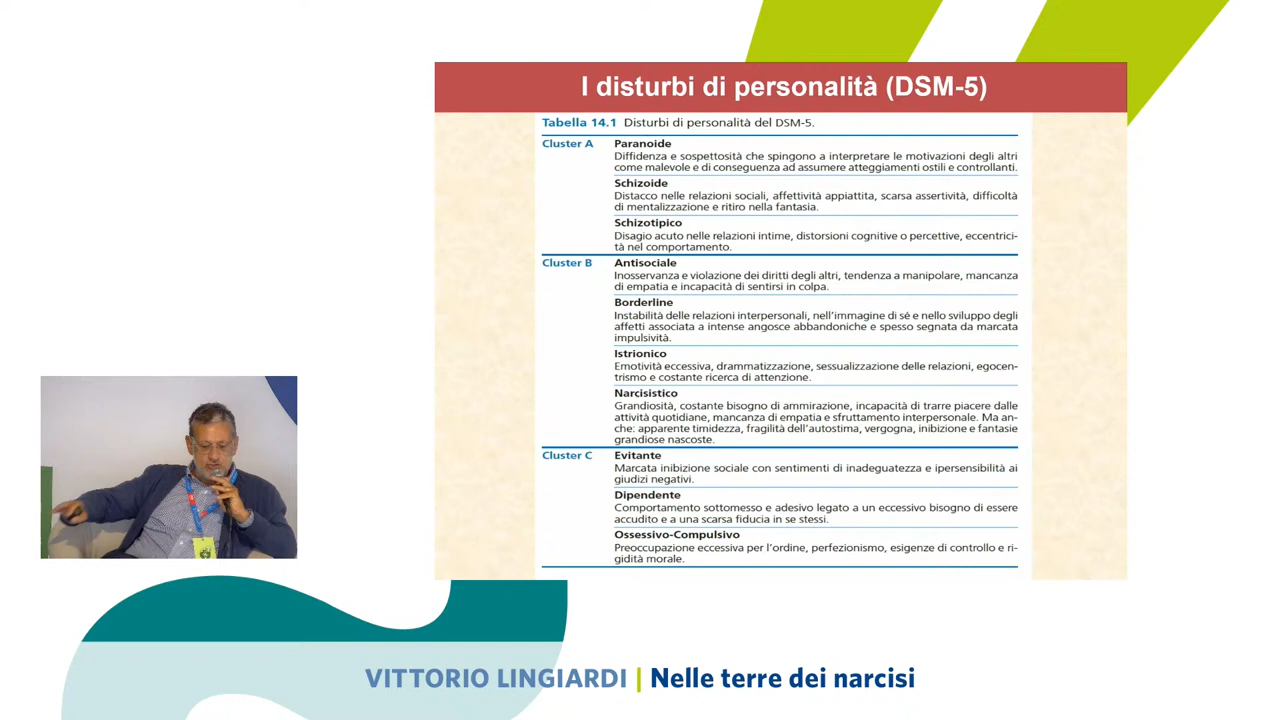 I disturbi di personalità (DSM-5)
Tabella 14.1 Disturbi di personalità del DSM-5.
Cluster A Paranoide
Diffidenza e sospettosità che spingono a interpretare le motivazioni degli altri
come malevole e di conseguenza ad assumere atteggiamenti ostili e controllanti.
Schizoide
Distacco nelle relazioni sociali, affettività appiattita, scarsa assertività, difficoltà
di mentalizzazione e ritiro nella fantasia.
Schizotipico
Disagio acuto nelle relazioni intime, distorsioni cognitive o percettive, eccentrici-
tà nel comportamento.
Cluster B Antisociale
Inosservanza e violazione dei diritti degli altri, tendenza a manipolare, mancanza
di empatia e incapacità di sentirsi in colpa.
Borderline
Instabilità delle relazioni interpersonali, nell'immagine di sé e nello sviluppo degli
affetti associata a intense angosce abbandoniche e spesso segnata da marcata
impulsività.
Istrionico
Emotività eccessiva, drammatizzazione, sessualizzazione delle relazioni, egocen-
trismo e costante ricerca di attenzione.
Narcisistico
Grandiosità, costante bisogno di ammirazione, incapacità di trarre piacere dalle
attività quotidiane, mancanza di empatia e sfruttamento interpersonale. Ma an-
che: apparente timidezza, fragilità dell'autostima, vergogna, inibizione e fantasie
grandiose nascoste.
Cluster C Evitante
Marcata inibizione sociale con sentimenti di inadeguatezza e ipersensibilità ai
giudizi negativi.
Dipendente
Comportamento sottomesso e adesivo legato a un eccessivo bisogno di essere
accudito e a una scarsa fiducia in se stessi.
Ossessivo-Compulsivo
Preoccupazione eccessiva per l'ordine, perfezionismo, esigenze di controllo e ri-
gidità morale.
VITTORIO LINGIARDI | Nelle terre dei narcisi